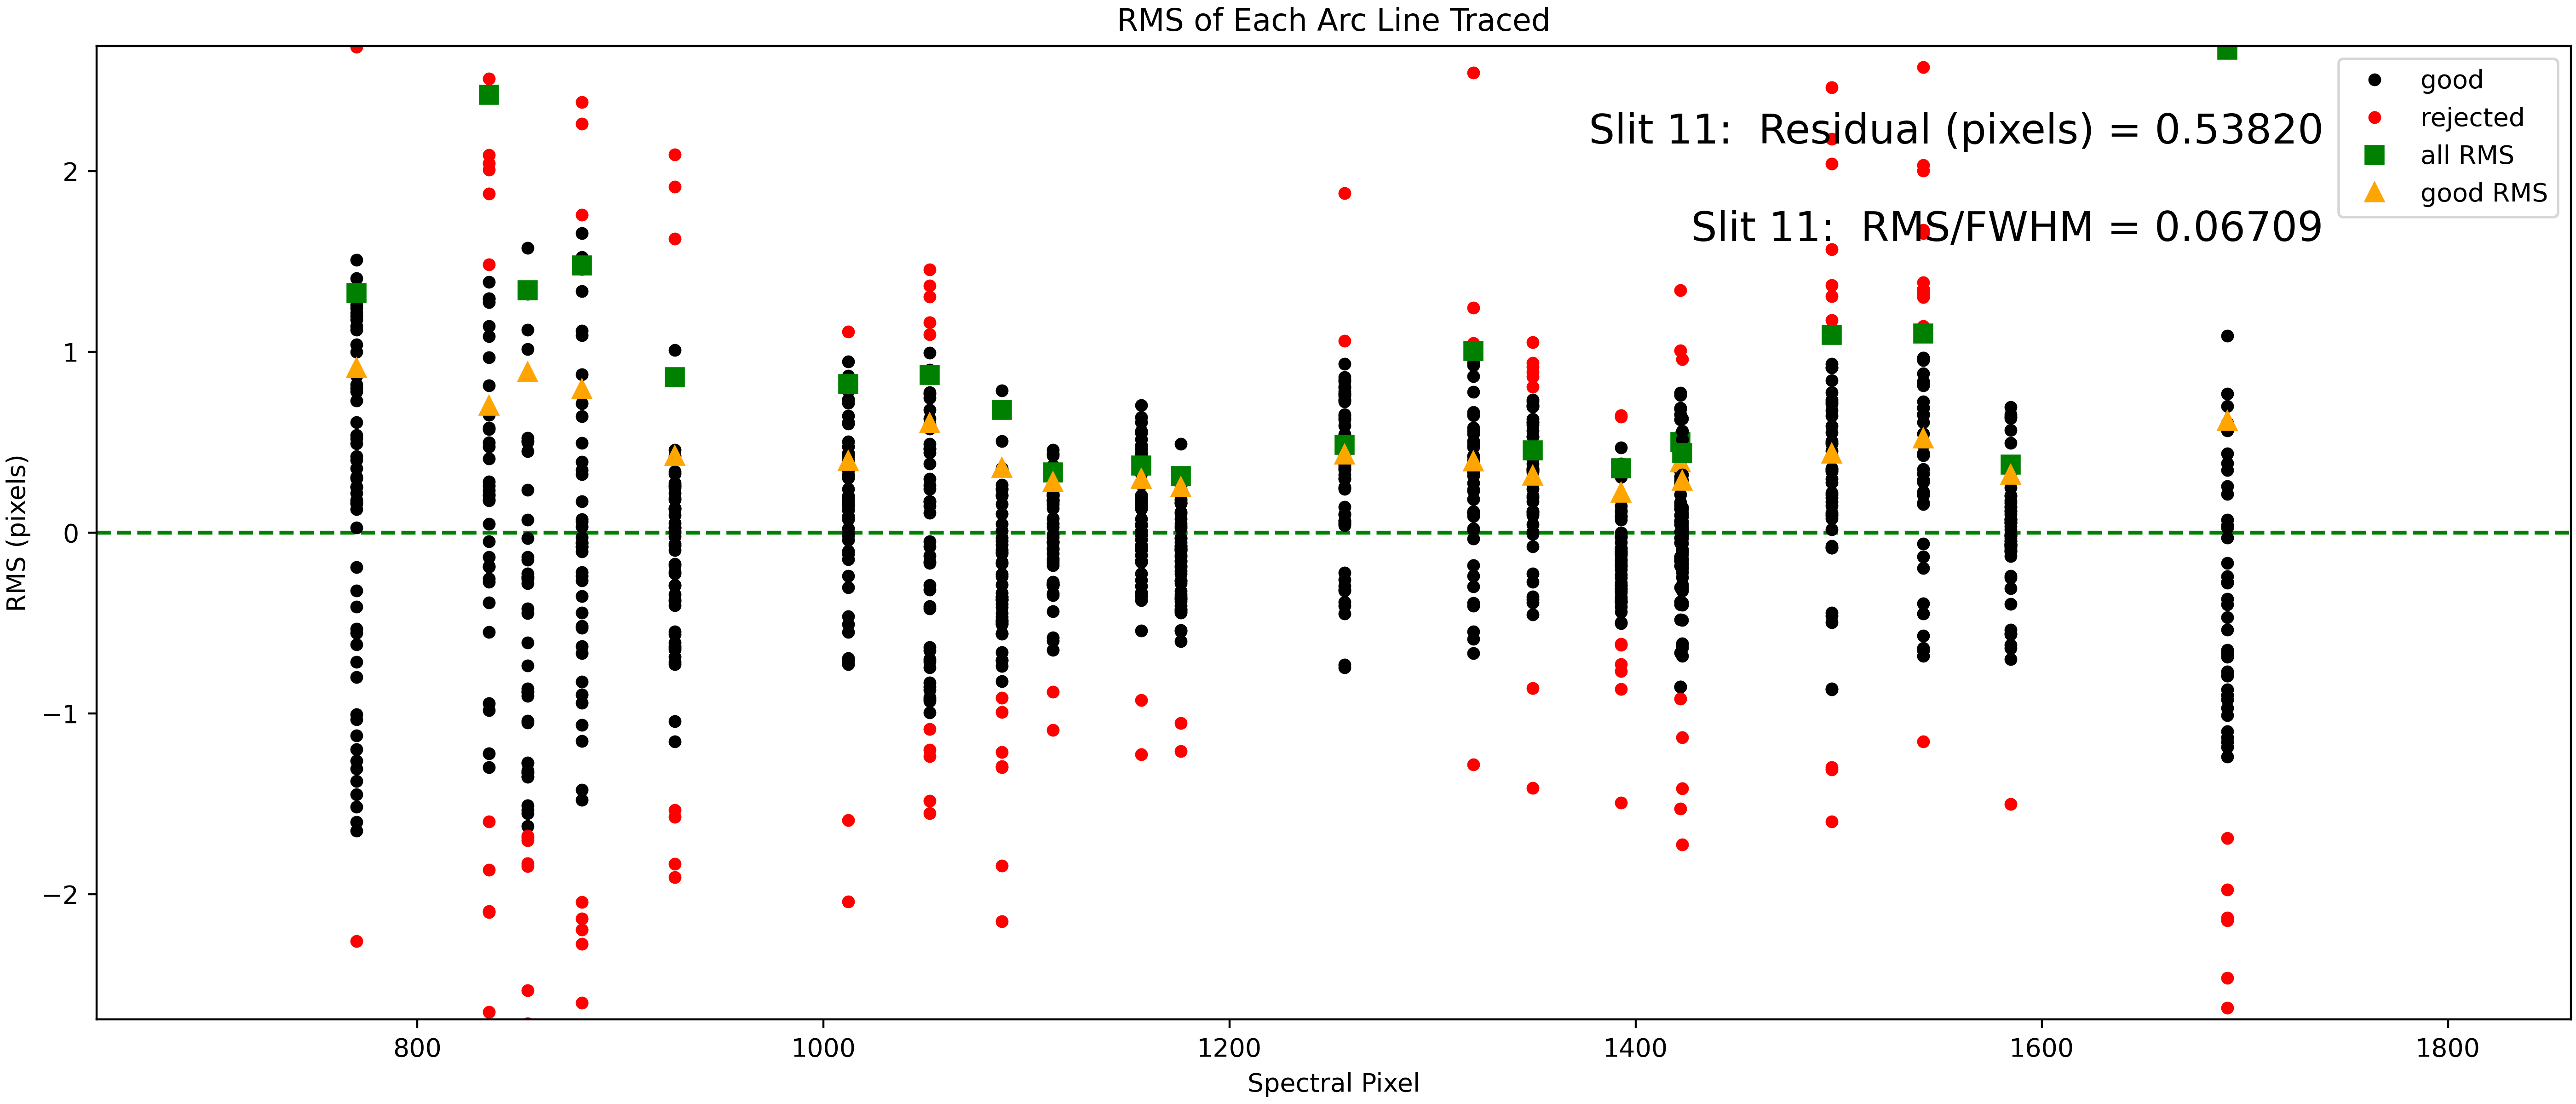 RMS of Each Arc Line Traced
good
rejected
all RMS
good RMS
Slit 11:  Residual (pixels) = 0.53820
Slit 11:  RMS/FWHM = 0.06709
RMS (pixels)
2
1
0
−1
−2
800
1000
1200
1400
1600
1800
Spectral Pixel